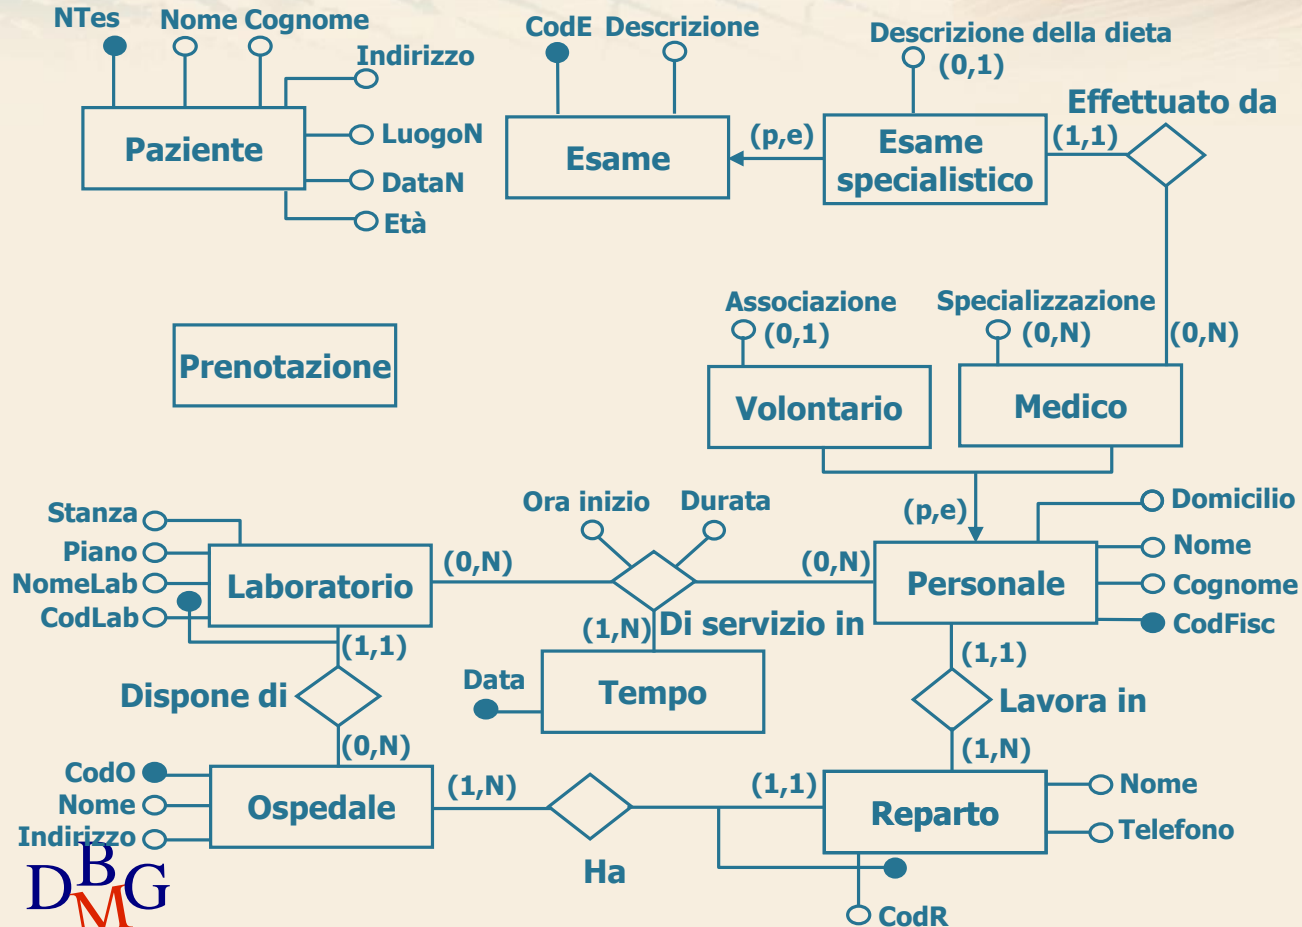 NTes Nome Cognome
Indirizzo
Paziente
LuogoN
DataN
Età
CodE Descrizione
Esame
(p,e)
Descrizione della dieta
(0,1)
Esame
specialistico
(1,1)
Effettuato da
(0,N)
Prenotazione
Associazione
(0,1)
Volontario
Specializzazione
(0,N)
Medico
(p,e)
Stanza
Piano
NomeLab
CodLab
Laboratorio
(0,N)
Ora inizio
Durata
(0,N)
Di servizio in
(1,N)
Data
Tempo
Personale
Domicilio
Nome
Cognome
CodFisc
(1,1)
Lavora in
(1,N)
(1,1)
Dispone di
(0,N)
CodO
Nome
Indirizzo
Ospedale
(1,N)
Ha
(1,1)
Reparto
Nome
Telefono
CodR
DBMG